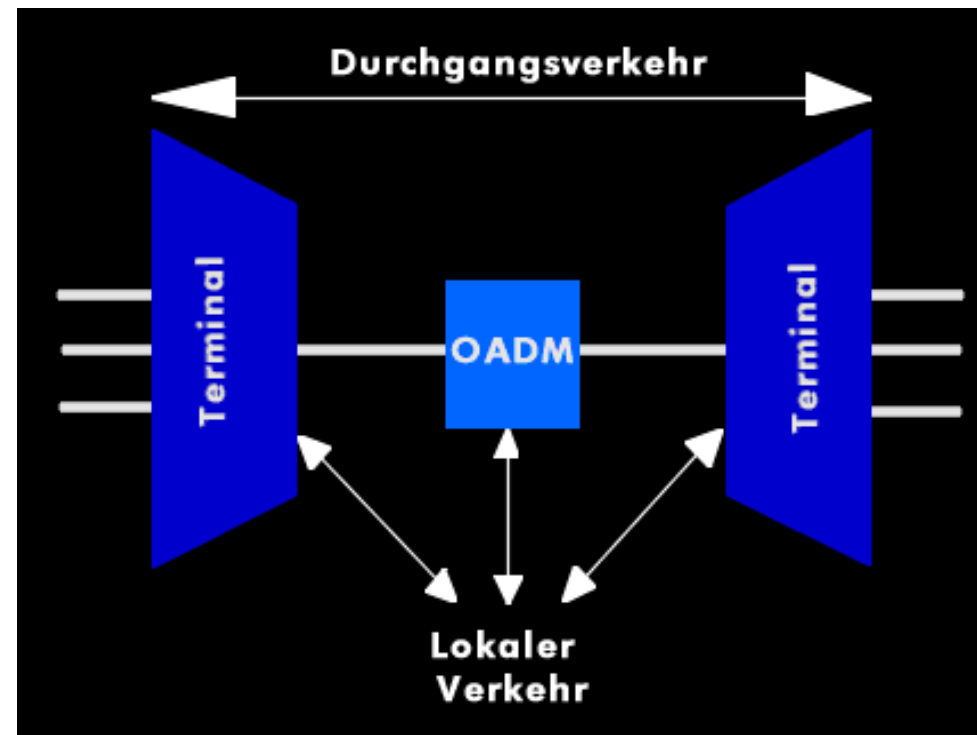 Durchgangsverkehr
Terminal
OADM
Terminal
Lokaler
Verkehr